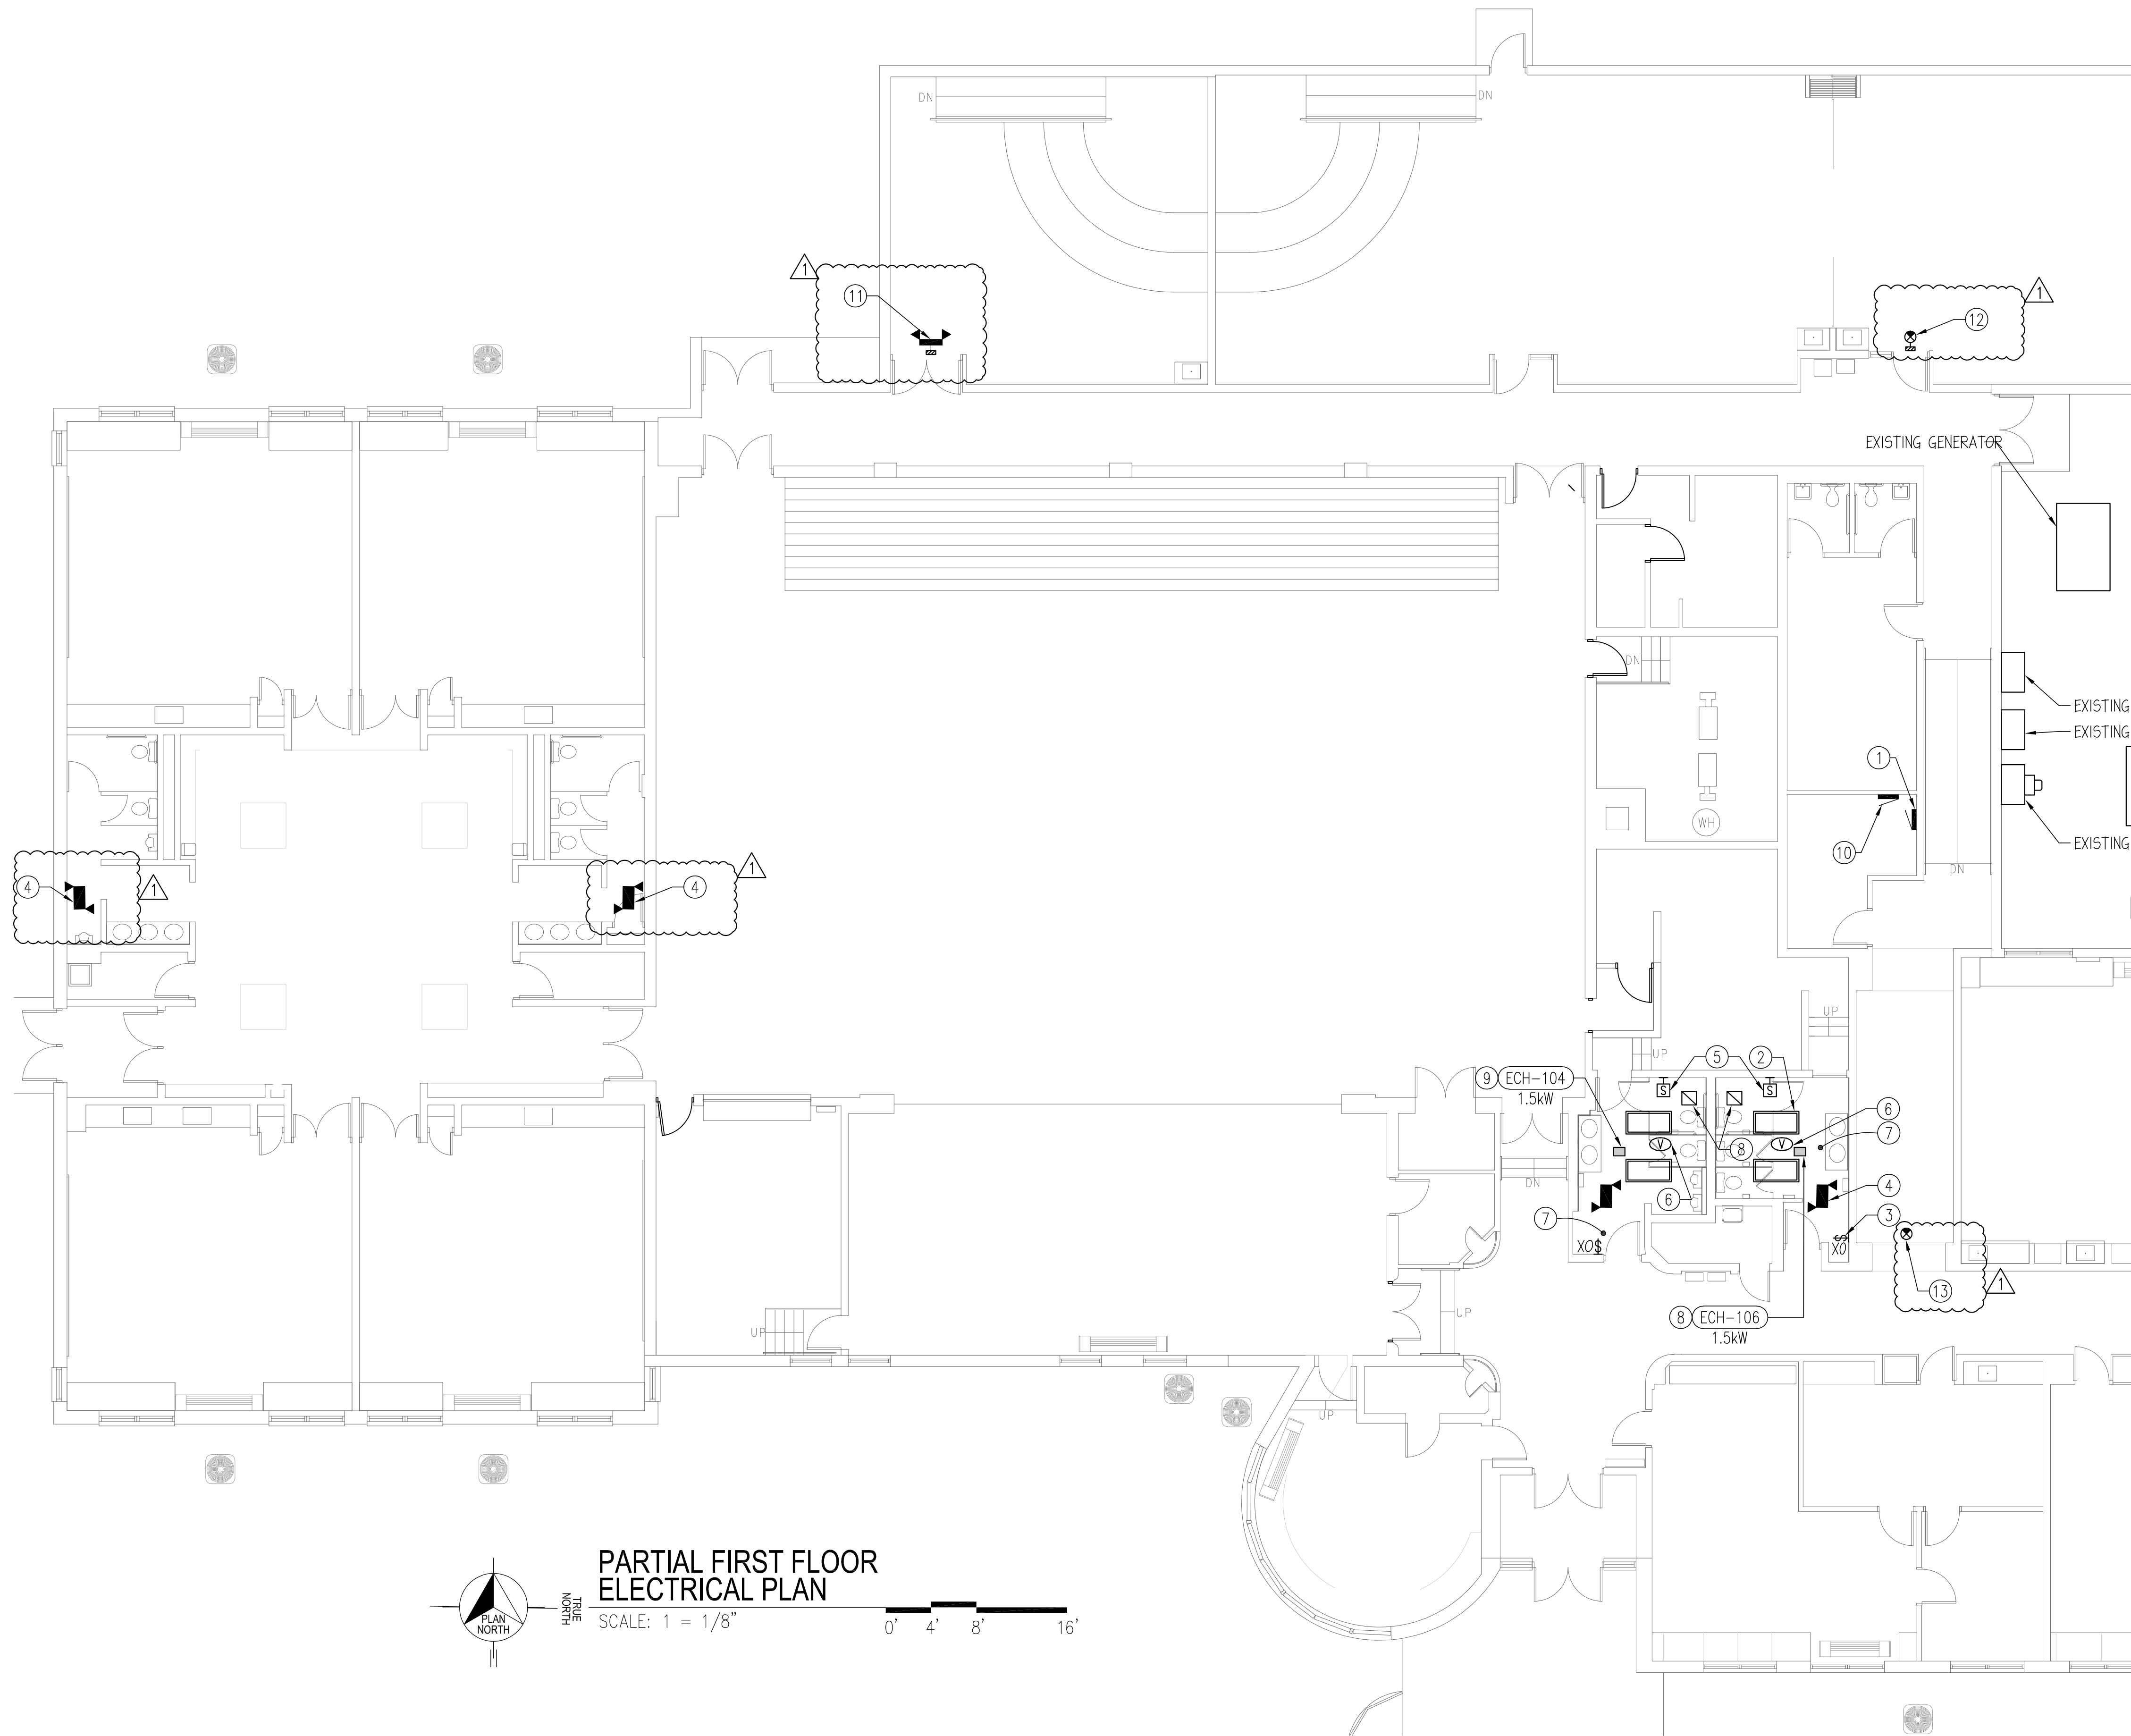 DN
DN
1
11
1
12
EXISTING GENERATOR
DN
EXISTING
EXISTING
1
EXISTING
WH
10
DN
4
1
4
1
UP
UP
5
2
9
ECH-104
1.5kW
S
S
6
7
V
V
8
DN
6
4
7
3
XO$
XO$
13
1
UP
UP
8
ECH-106
1.5kW
UP
PARTIAL FIRST FLOOR
ELECTRICAL PLAN
SCALE: 1 = 1/8"
PLAN
NORTH
TRUE
NORTH
0' 4' 8' 16'